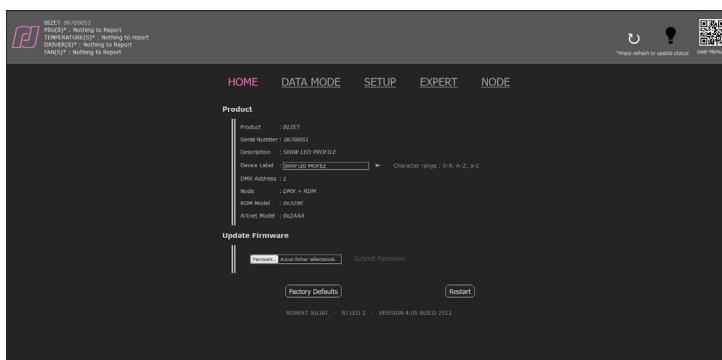 BIZET 06700051
PSU(S)* : Nothing to Report
TEMPERATURE(S)* : Nothing to report
DRIVER(S)* : Nothing to Report
FAN(S)* : Nothing to Report
*Press refresh to update status
User Manu
HOME DATA MODE SETUP EXPERT NODE
Product
Product : BIZET
Serial Number : 06700051
Description : 500W LED PROFILE
Device Label : 500W LED PROFILE ➢ Character range : 0-9, A-Z, a-z
DMX Address : 1
Node : DMX + RDM
RDM Model : 0x329E
Artnet Model : 0x2AAA
Update Firmware
Parcourir... Aucun fichier sélectionné. Submit Firmware
Factory Defaults Restart
ROBERT JULIAT - RJ LED 2 - VERSION 4.05 BUILD 2512